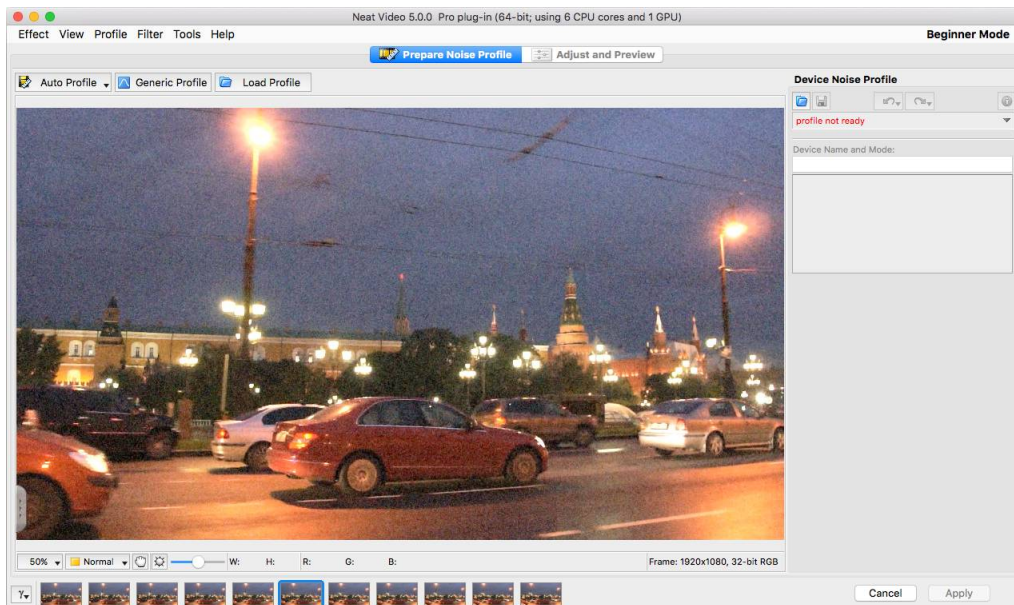 Neat Video 5.0.0 Pro plug-in (64-bit; using 6 CPU cores and 1 GPU)
Effect View Profile Filter Tools Help Beginner Mode
Prepare Noise Profile Adjust and Preview
Auto Profile Generic Profile Load Profile
Device Noise Profile
profile not ready
Device Name and Mode:
50% Normal W: H: R: G: B: Frame: 1920x1080, 32-bit RGB
Cancel Apply